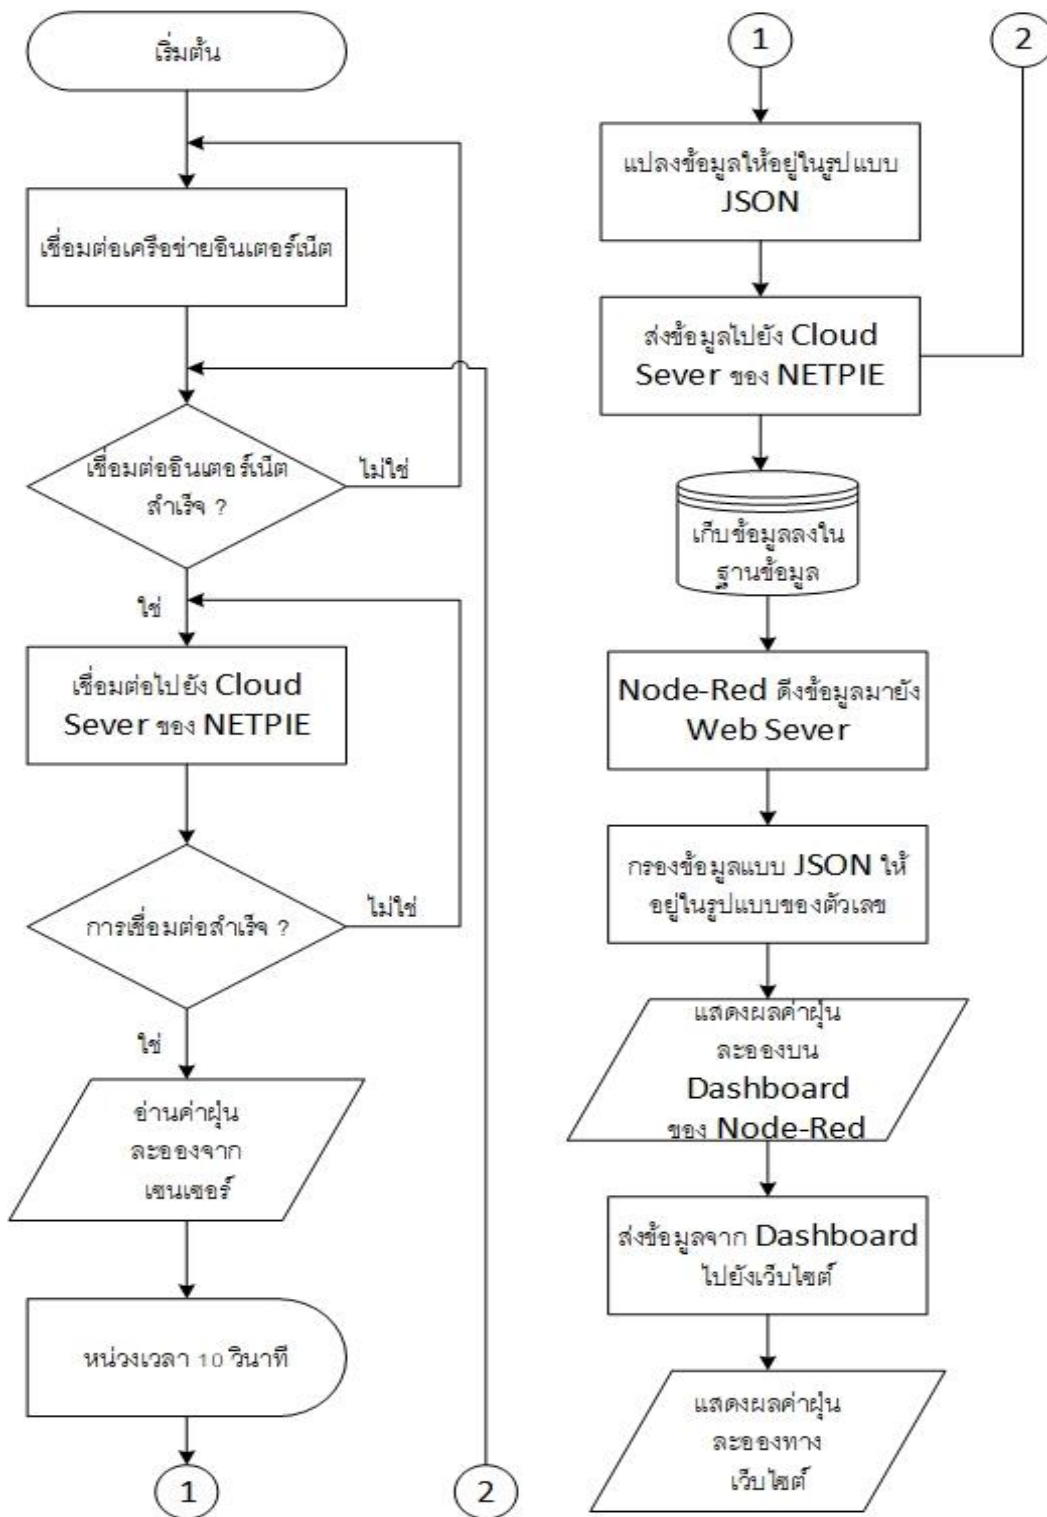 เริ่มต้น
เชื่อมต่อเครือข่ายอินเตอร์เน็ต
เชื่อมต่ออินเตอร์เน็ต
สำเร็จ ?
ไม่ใช่
ใช่
เชื่อมต่อไปยัง Cloud
Sever ของ NETPIE
การเชื่อมต่อสำเร็จ ?
ไม่ใช่
ใช่
อ่านค่าฝุ่น
ละอองจาก
เซนเซอร์
หน่วงเวลา 10 วินาที
1
2
1
2
แปลงข้อมูลให้อยู่ในรูปแบบ
JSON
ส่งข้อมูลไปยัง Cloud
Sever ของ NETPIE
เก็บข้อมูลลงใน
ฐานข้อมูล
Node-Red ดึงข้อมูลมายัง
Web Sever
กรองข้อมูลแบบ JSON ให้
อยู่ในรูปแบบของตัวเลข
แสดงผลค่าฝุ่น
ละอองบน
Dashboard
ของ Node-Red
ส่งข้อมูลจาก Dashboard
ไปยังเว็บไซต์
แสดงผลค่าฝุ่น
ละอองทาง
เว็บไซต์